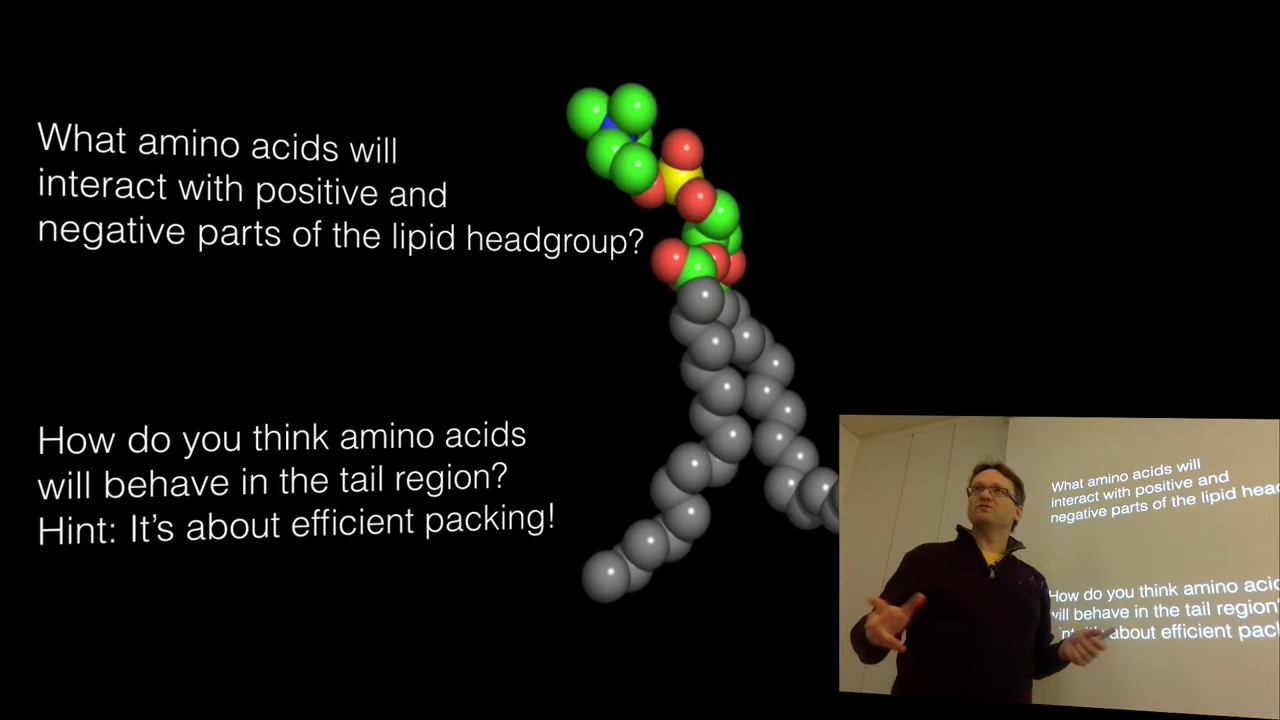 What amino acids will
interact with positive and
negative parts of the lipid headgroup?
How do you think amino acids
will behave in the tail region?
Hint: It's about efficient packing!
What amino acids will
interact with positive and
negative parts of the lipid
How do you think amino
will behave in the tail region?
about efficient